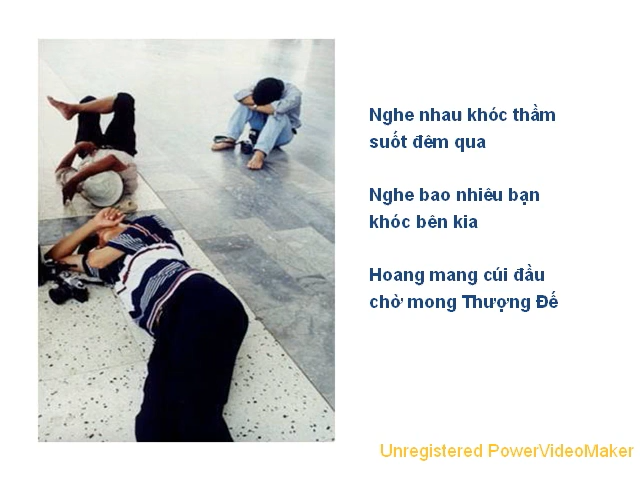 Nghe nhau khóc thầm
suốt đêm qua
Nghe bao nhiêu bạn
khóc bên kia
Hoang mang cúi đầu
chờ mong Thượng Đế
Unregistered PowerVideoMaker